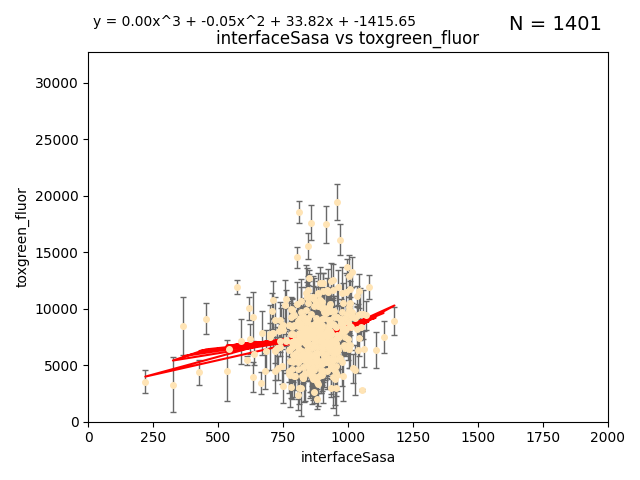 y = 0.00x^3 + -0.05x^2 + 33.82x + -1415.65
N = 1401
interfaceSasa vs toxgreen_fluor
30000
25000
20000
15000
10000
5000
0
toxgreen_fluor
0 250 500 750 1000 1250 1500 1750 2000
interfaceSasa